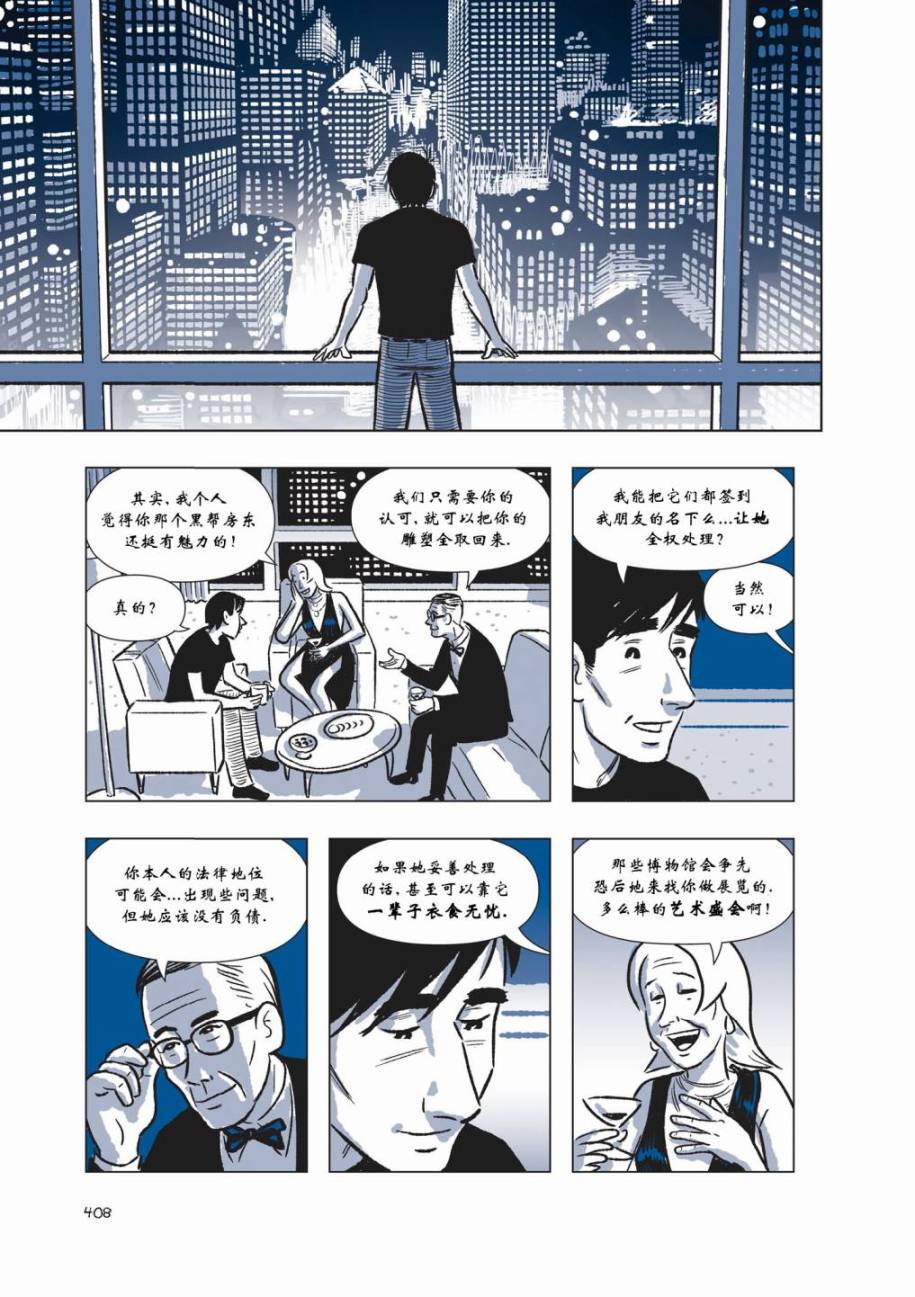 其实,我个人
觉得你那个黑帮房东
还挺有魅力的!
真的?
我们只需要你的
认可,就可以把你的
雕塑全取回来.
我能把它们都签到
我朋友的名下么...让她
全权处理?
当然
可以!
你本人的法律地位
可能会...出现些问题,
但她应该没有负债.
如果她妥善处理
的话,甚至可以靠它
一辈子衣食无忧.
那些博物馆会争先
恐后地来找你做展览的.
多么棒的艺术盛会啊!
408